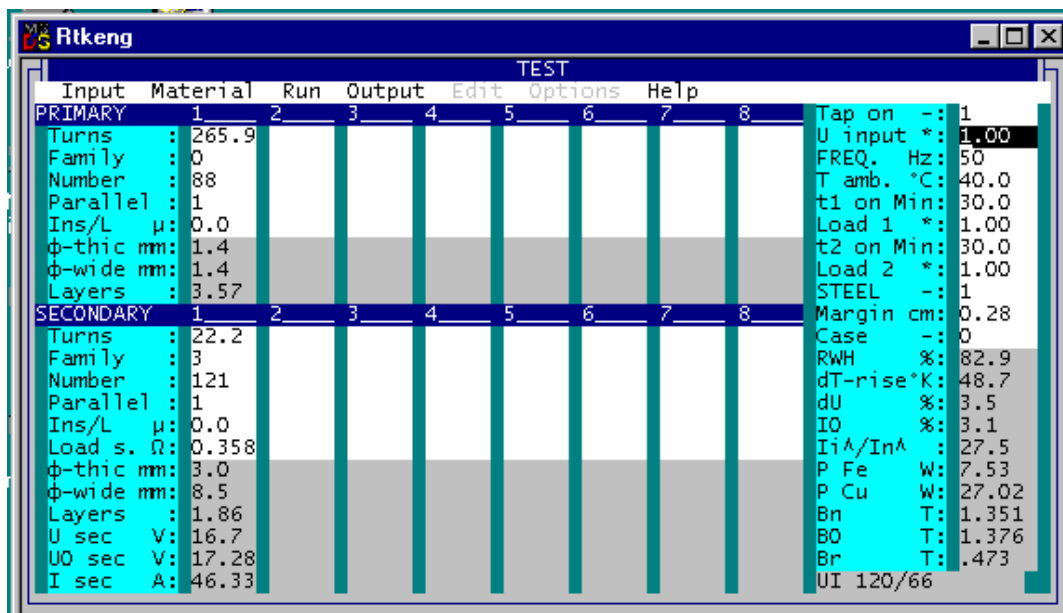 Rtkeng
TEST
Input Material Run Output Edit Options Help
PRIMARY 1 2 3 4 5 6 7 8 Tap on -: 1
Turns : 265.9 U input *: 1.00
Family : 0 FREQ. Hz: 50
Number : 88 T amb. °C: 40.0
Parallel : 1 t1 on Min: 30.0
Ins/L µ: 0.0 Load 1 *: 1.00
ф-thic mm: 1.4 t2 on Min: 30.0
ф-wide mm: 1.4 Load 2 *: 1.00
Layers : 3.57 STEEL -: 1
SECONDARY 1 2 3 4 5 6 7 8 Margin cm: 0.28
Turns : 22.2 Case -: 0
Family : 3 RWH %: 82.9
Number : 121 dT-rise°K: 48.7
Parallel : 1 dU %: 3.5
Ins/L µ: 0.0 IO %: 3.1
Load s. Ω: 0.358 Ii^/In^ : 27.5
ф-thic mm: 3.0 P Fe W: 7.53
ф-wide mm: 8.5 P Cu W: 27.02
Layers : 1.86 Bn T: 1.351
U sec V: 16.7 BO T: 1.376
UO sec V: 17.28 Br T: .473
I sec A: 46.33 UI 120/66